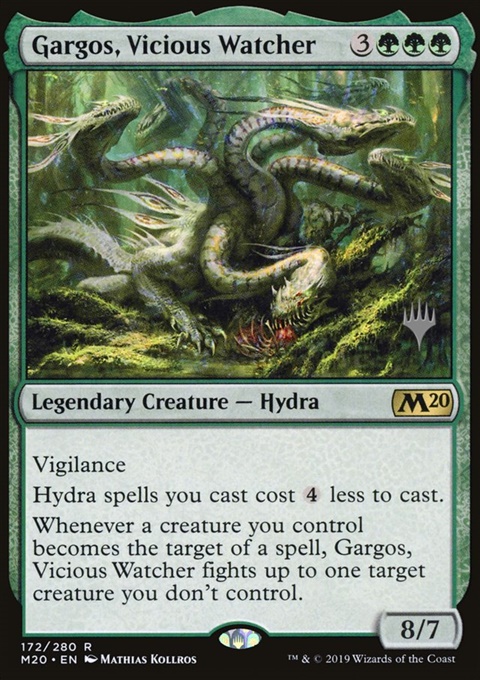 Gargos, Vicious Watcher 3
Legendary Creature — Hydra M20
Vigilance
Hydra spells you cast cost 4 less to cast.
Whenever a creature you control
becomes the target of a spell, Gargos,
Vicious Watcher fights up to one target
creature you don't control.
8/7
172/280 R
M20 • EN Mathias Kollros ™ & © 2019 Wizards of the Coast